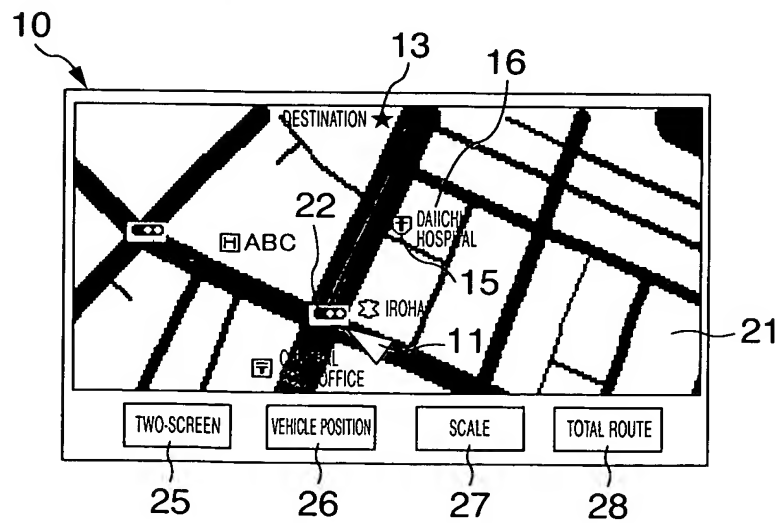 10
13
16
DESTINATION ★
22
DAIICHI
HOSPITAL
H ABC
15
IROHA
11
21
OFFICE
TWO-SCREEN
VEHICLE POSITION
SCALE
TOTAL ROUTE
25
26
27
28